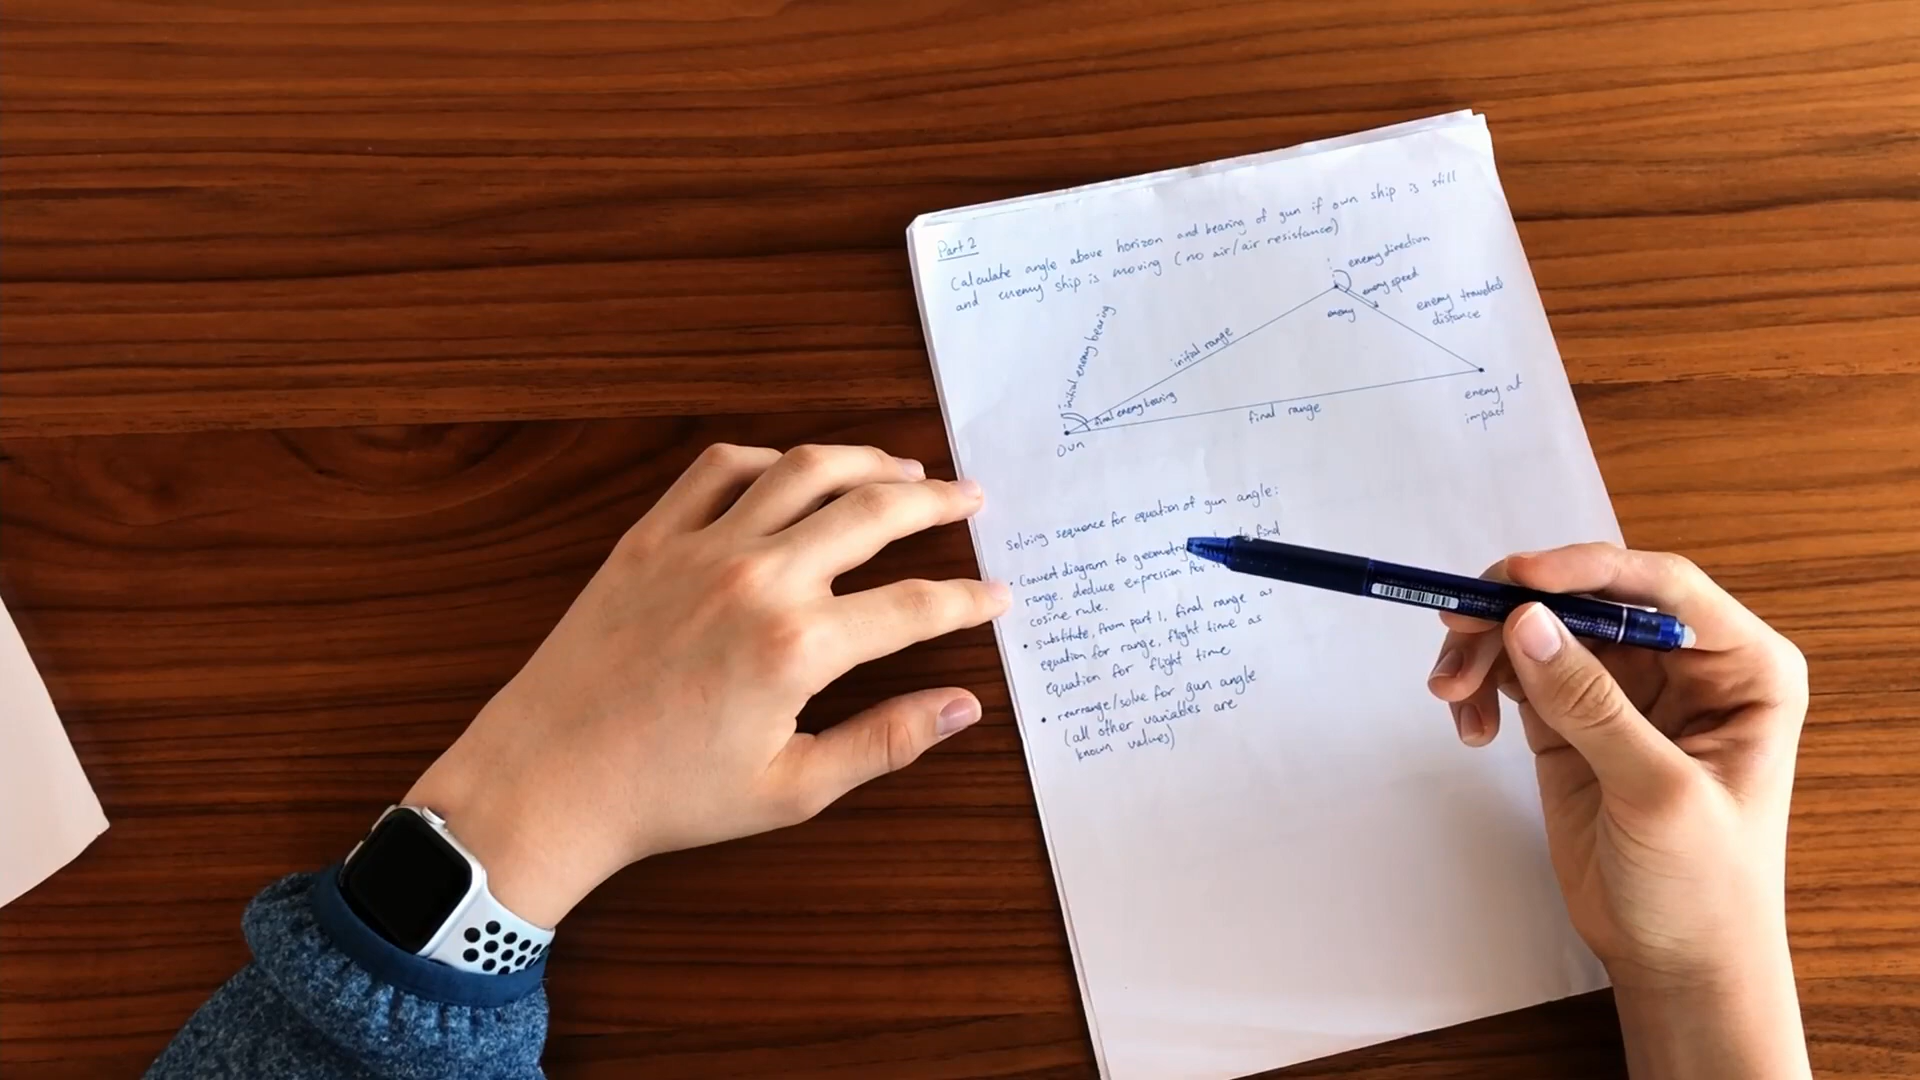 Part 2
Calculate angle above horizon and bearing of gun if own ship is still
and enemy ship is moving (no air/air resistance)
enemy direction
enemy speed
enemy
enemy traveled
distance
initial enemy bearing
initial range
final enemy bearing
final range
Own
enemy at
impact
Solving sequence for equation of gun angle:
• Convert diagram to geometry find
range. deduce expression for
cosine rule.
• substitute, from part 1, final range as
equation for range, flight time as
equation for flight time
• rearrange/solve for gun angle
(all other variables are
known values)